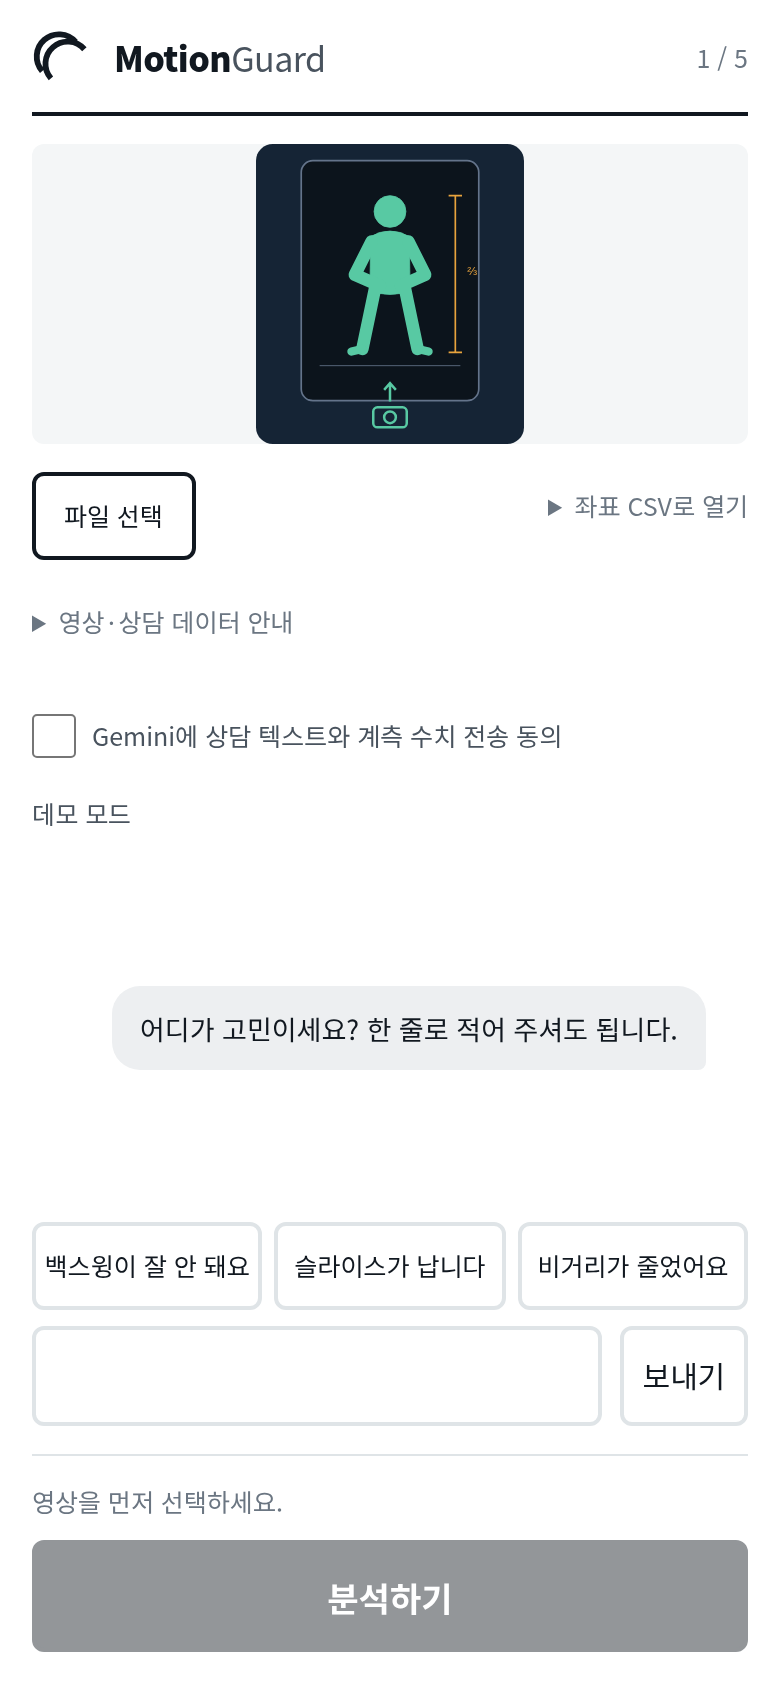 MotionGuard
1 / 5
⅔
파일 선택
▶ 좌표 CSV로 열기
▶ 영상·상담 데이터 안내
Gemini에 상담 텍스트와 계측 수치 전송 동의
데모 모드
어디가 고민이세요? 한 줄로 적어 주셔도 됩니다.
백스윙이 잘 안 돼요
슬라이스가 납니다
비거리가 줄었어요
보내기
영상을 먼저 선택하세요.
분석하기